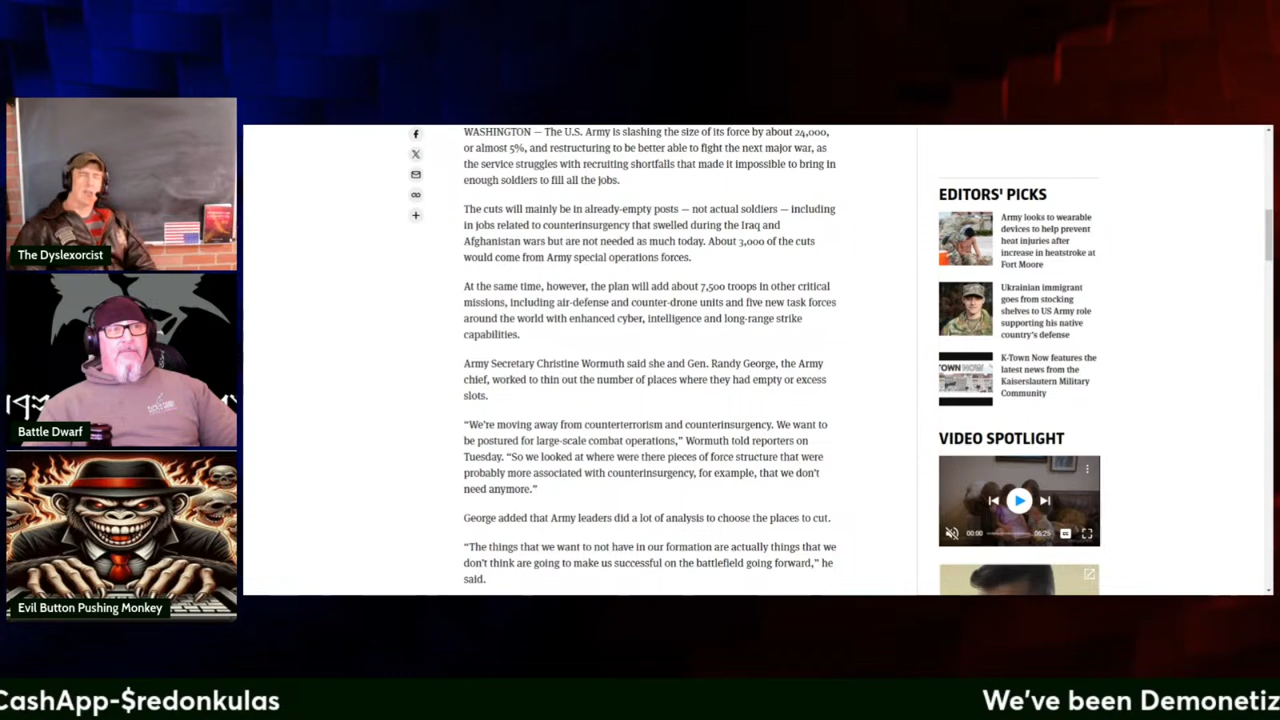 The Dyslexorcist
Battle Dwarf
Evil Button Pushing Monkey
WASHINGTON — The U.S. Army is slashing the size of its force by about 24,000,
or almost 5%, and restructuring to be better able to fight the next major war, as
the service struggles with recruiting shortfalls that made it impossible to bring in
enough soldiers to fill all the jobs.
The cuts will mainly be in already-empty posts — not actual soldiers — including
in jobs related to counterinsurgency that swelled during the Iraq and
Afghanistan wars but are not needed as much today. About 3,000 of the cuts
would come from Army special operations forces.
At the same time, however, the plan will add about 7,500 troops in other critical
missions, including air-defense and counter-drone units and five new task forces
around the world with enhanced cyber, intelligence and long-range strike
capabilities.
Army Secretary Christine Wormuth said she and Gen. Randy George, the Army
chief, worked to thin out the number of places where they had empty or excess
slots.
“We’re moving away from counterterrorism and counterinsurgency. We want to
be postured for large-scale combat operations,” Wormuth told reporters on
Tuesday. “So we looked at where were there pieces of force structure that were
probably more associated with counterinsurgency, for example, that we don’t
need anymore.”
George added that Army leaders did a lot of analysis to choose the places to cut.
“The things that we want to not have in our formation are actually things that we
don’t think are going to make us successful on the battlefield going forward,” he
said.
EDITORS' PICKS
Army looks to wearable
devices to help prevent
heat injuries after
increase in heatstroke at
Fort Moore
Ukrainian immigrant
goes from stocking
shelves to US Army role
supporting his native
country's defense
OWN NOW
K-Town Now features the
latest news from the
Kaiserslautern Military
Community
VIDEO SPOTLIGHT
00:00
06:25
CashApp-$redonkulas
We’ve been Demonetiz